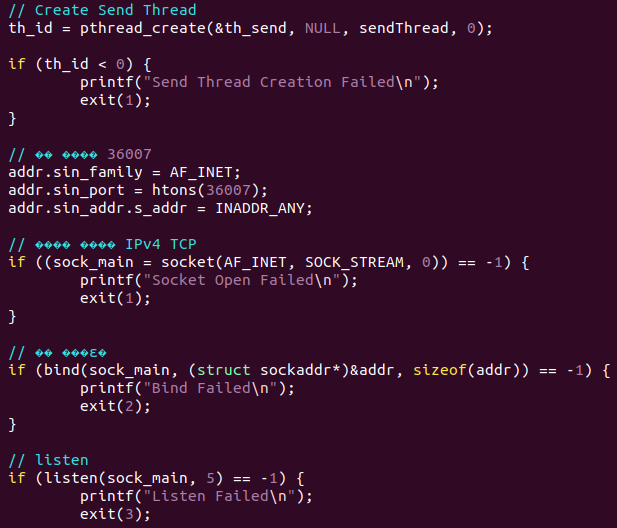 // Create Send Thread
th_id = pthread_create(&th_send, NULL, sendThread, 0);
if (th_id < 0) {
printf("Send Thread Creation Failed\n");
exit(1);
}
// �� ���� 36007
addr.sin_family = AF_INET;
addr.sin_port = htons(36007);
addr.sin_addr.s_addr = INADDR_ANY;
// ���� ���� IPv4 TCP
if ((sock_main = socket(AF_INET, SOCK_STREAM, 0)) == -1) {
printf("Socket Open Failed\n");
exit(1);
}
// �� ���ε�
if (bind(sock_main, (struct sockaddr*)&addr, sizeof(addr)) == -1) {
printf("Bind Failed\n");
exit(2);
}
// listen
if (listen(sock_main, 5) == -1) {
printf("Listen Failed\n");
exit(3);